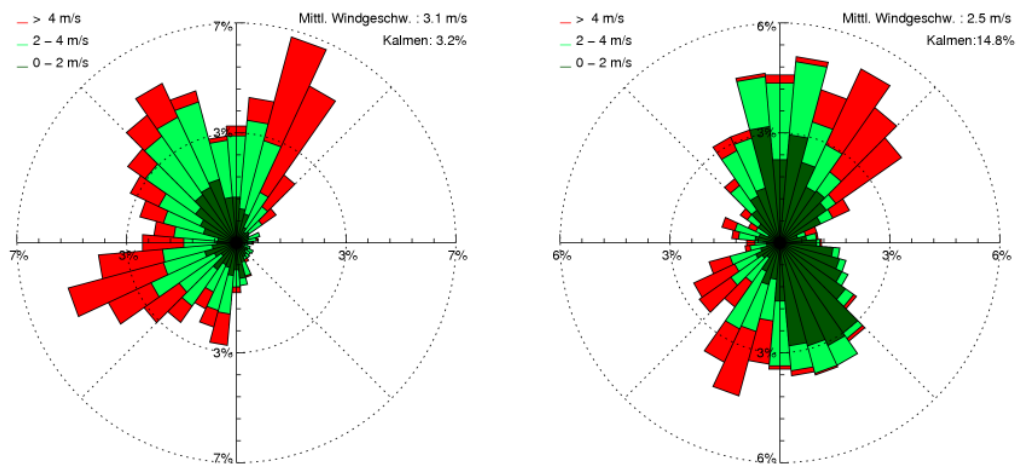 > 4 m/s
2 – 4 m/s
0 – 2 m/s
7%
Mittl. Windgeschw. : 3.1 m/s
Kalmen: 3.2%
3%
7%
3%
3%
7%
3%
7%
> 4 m/s
2 – 4 m/s
0 – 2 m/s
6%
Mittl. Windgeschw. : 2.5 m/s
Kalmen:14.8%
3%
6%
3%
3%
6%
3%
6%